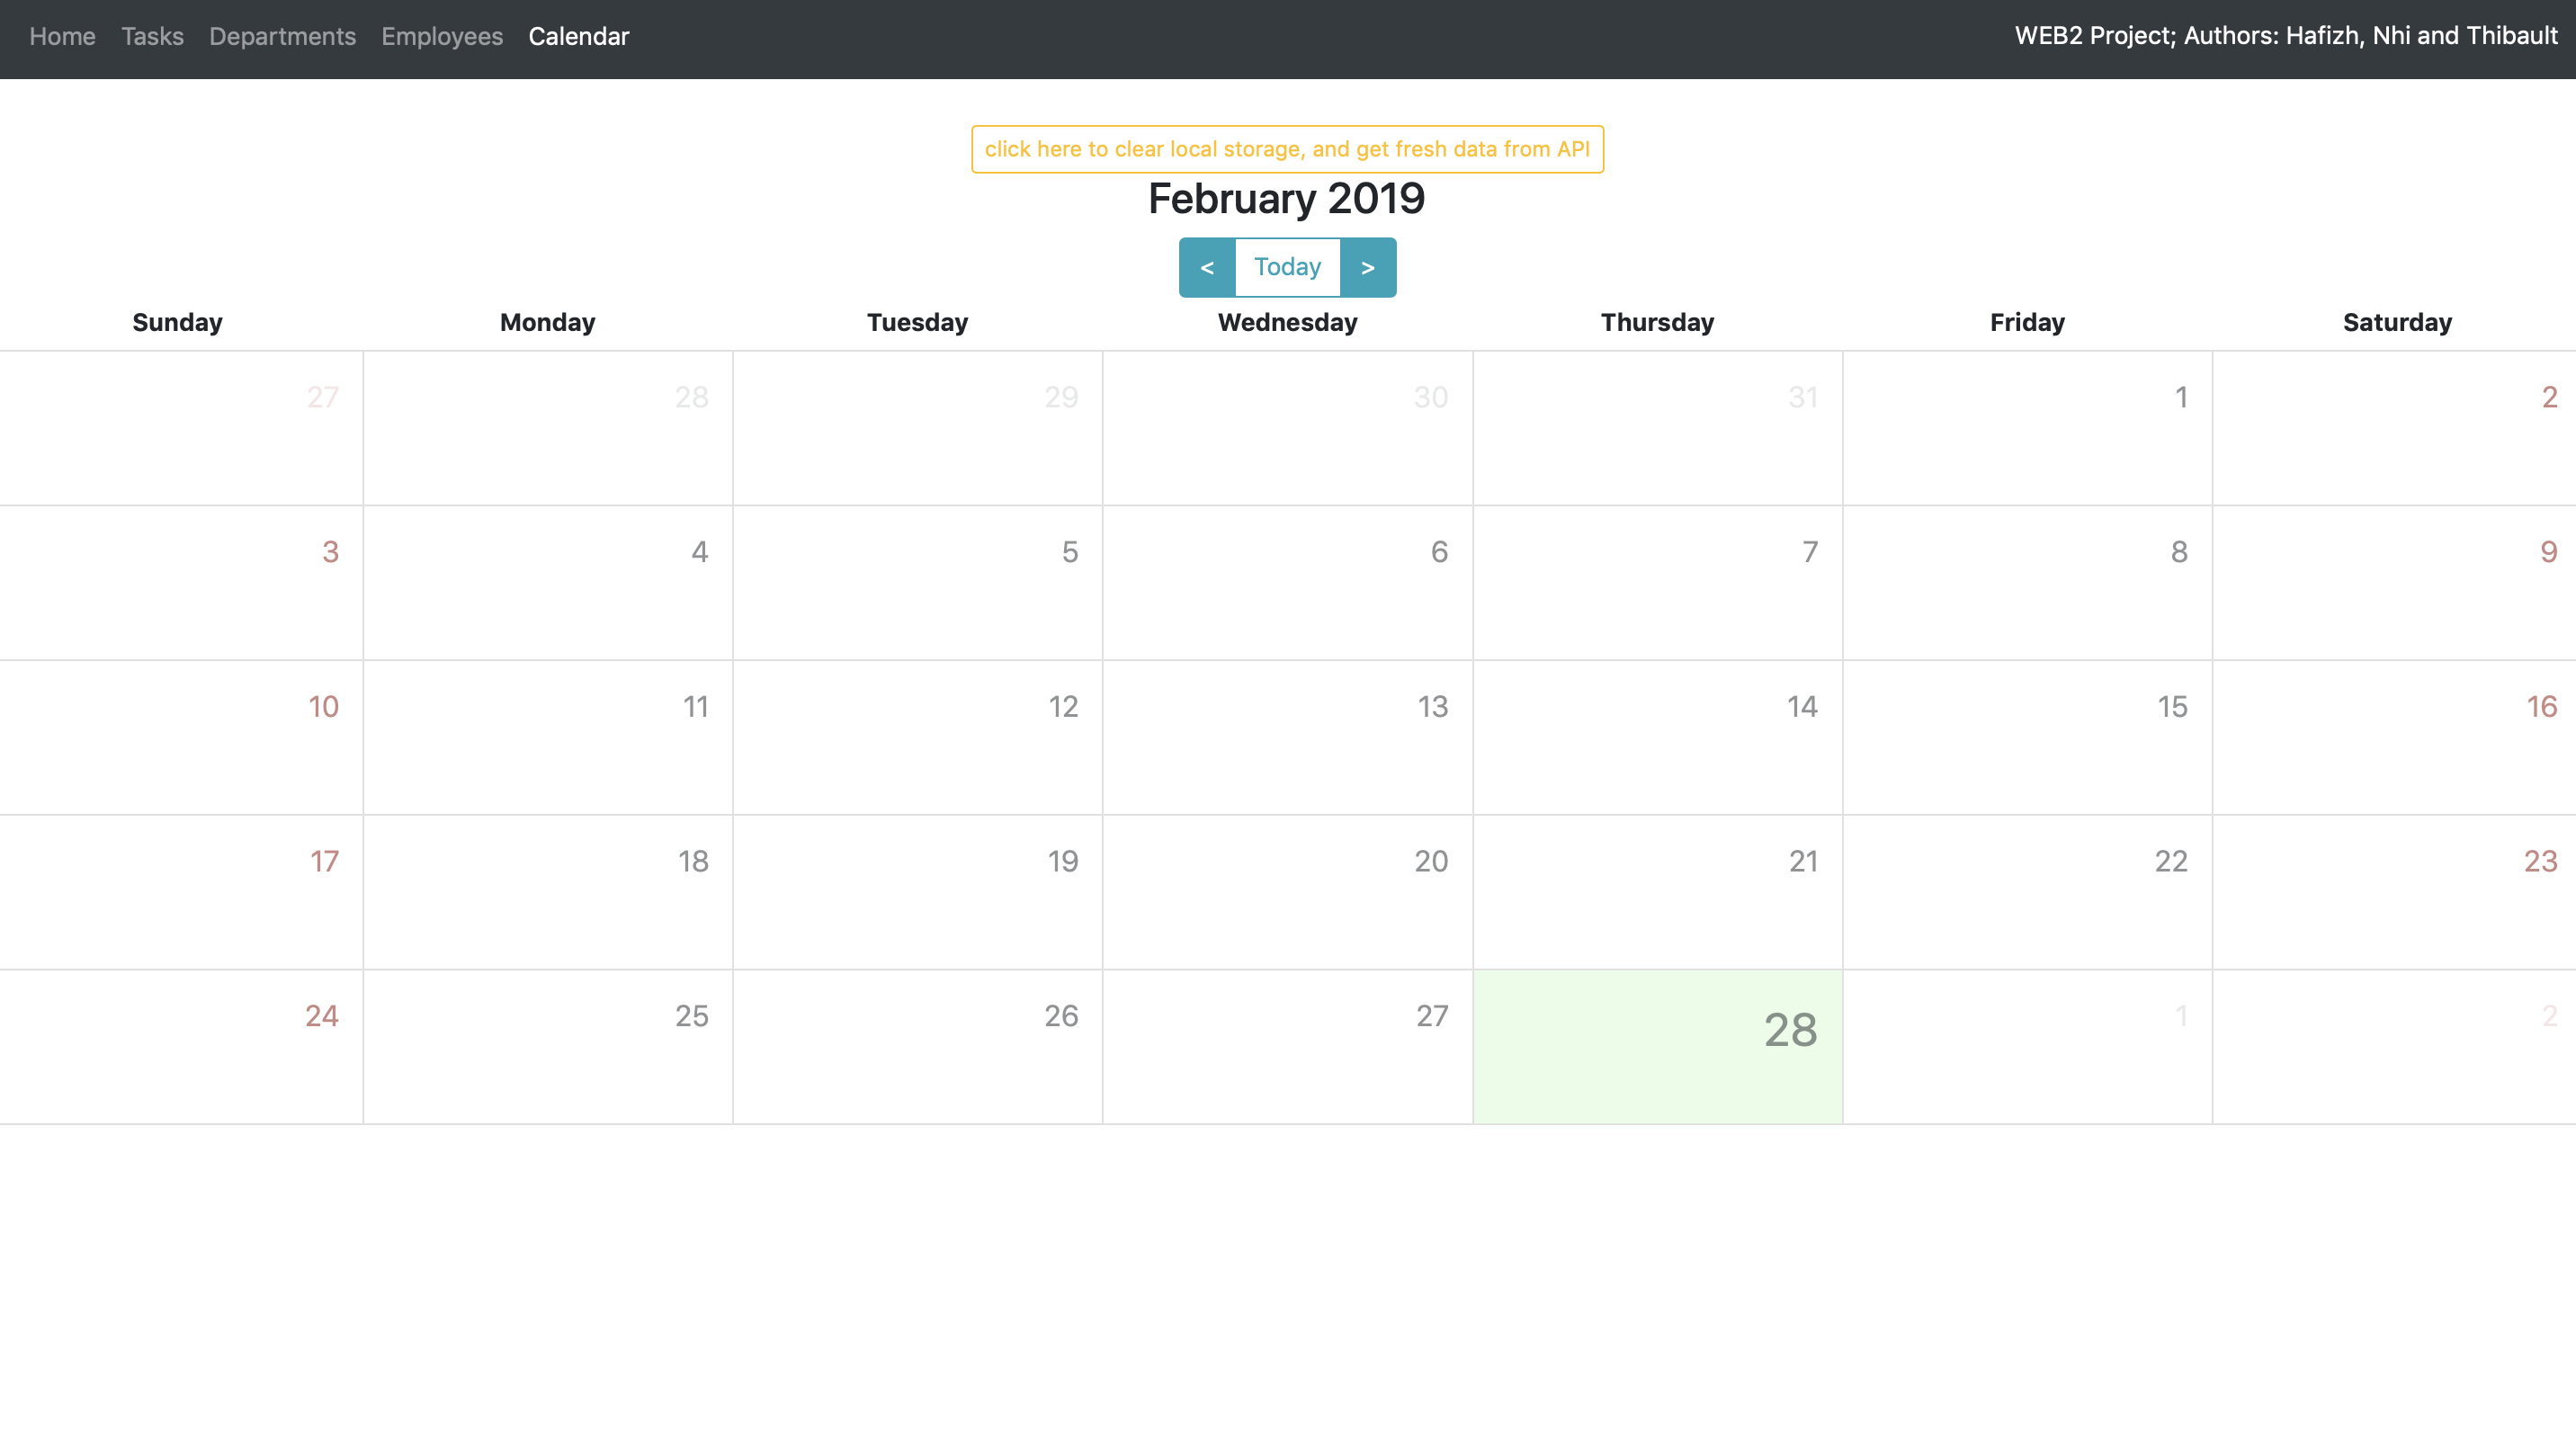 Home Tasks Departments Employees Calendar WEB2 Project; Authors: Hafizh, Nhi and Thibault
click here to clear local storage, and get fresh data from API
February 2019
< Today >
Sunday Monday Tuesday Wednesday Thursday Friday Saturday
27 28 29 30 31 1 2
3 4 5 6 7 8 9
10 11 12 13 14 15 16
17 18 19 20 21 22 23
24 25 26 27 28 1 2